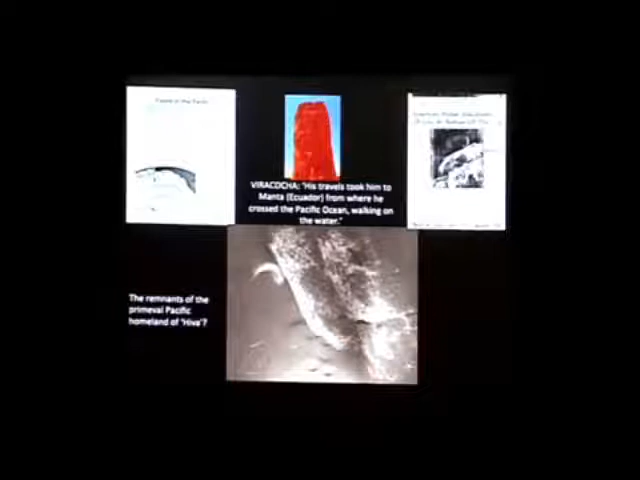 VIRACOCHA: "His travels took him to
Manta (Ecuador) from where he
crossed the Pacific Ocean, walking on
the water."
The remnants of the
primeval Pacific
homeland of 'Hiva'?